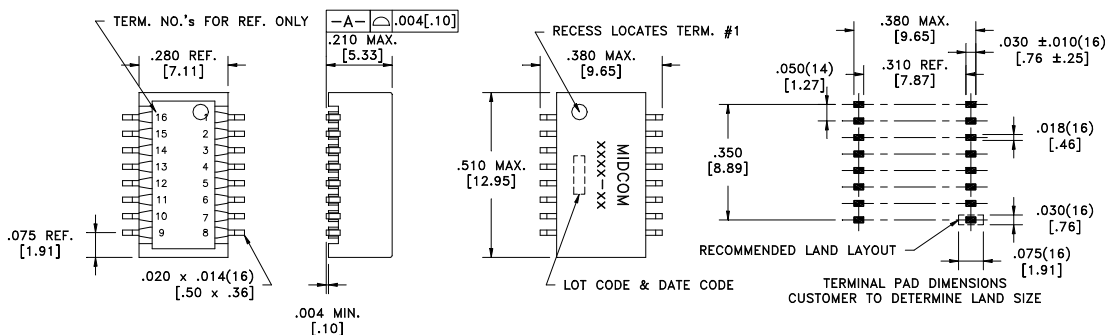 TERM. NO.'s FOR REF. ONLY
.280 REF.
[7.11]
16
15
14
13
12
11
10
9
1
2
3
4
5
6
7
8
.075 REF.
[1.91]
.020 x .014(16)
[.50 x .36]
-A-
.004[.10]
.210 MAX.
[5.33]
.004 MIN.
[.10]
RECESS LOCATES TERM. #1
.380 MAX.
[9.65]
.510 MAX.
[12.95]
MIDCOM
XXXX-XX
LOT CODE & DATE CODE
.380 MAX.
[9.65]
.030 ±.010(16)
[.76 ±.25]
.310 REF.
[7.87]
.050(14)
[1.27]
.018(16)
[.46]
.350
[8.89]
.030(16)
[.76]
RECOMMENDED LAND LAYOUT
.075(16)
[1.91]
TERMINAL PAD DIMENSIONS
CUSTOMER TO DETERMINE LAND SIZE